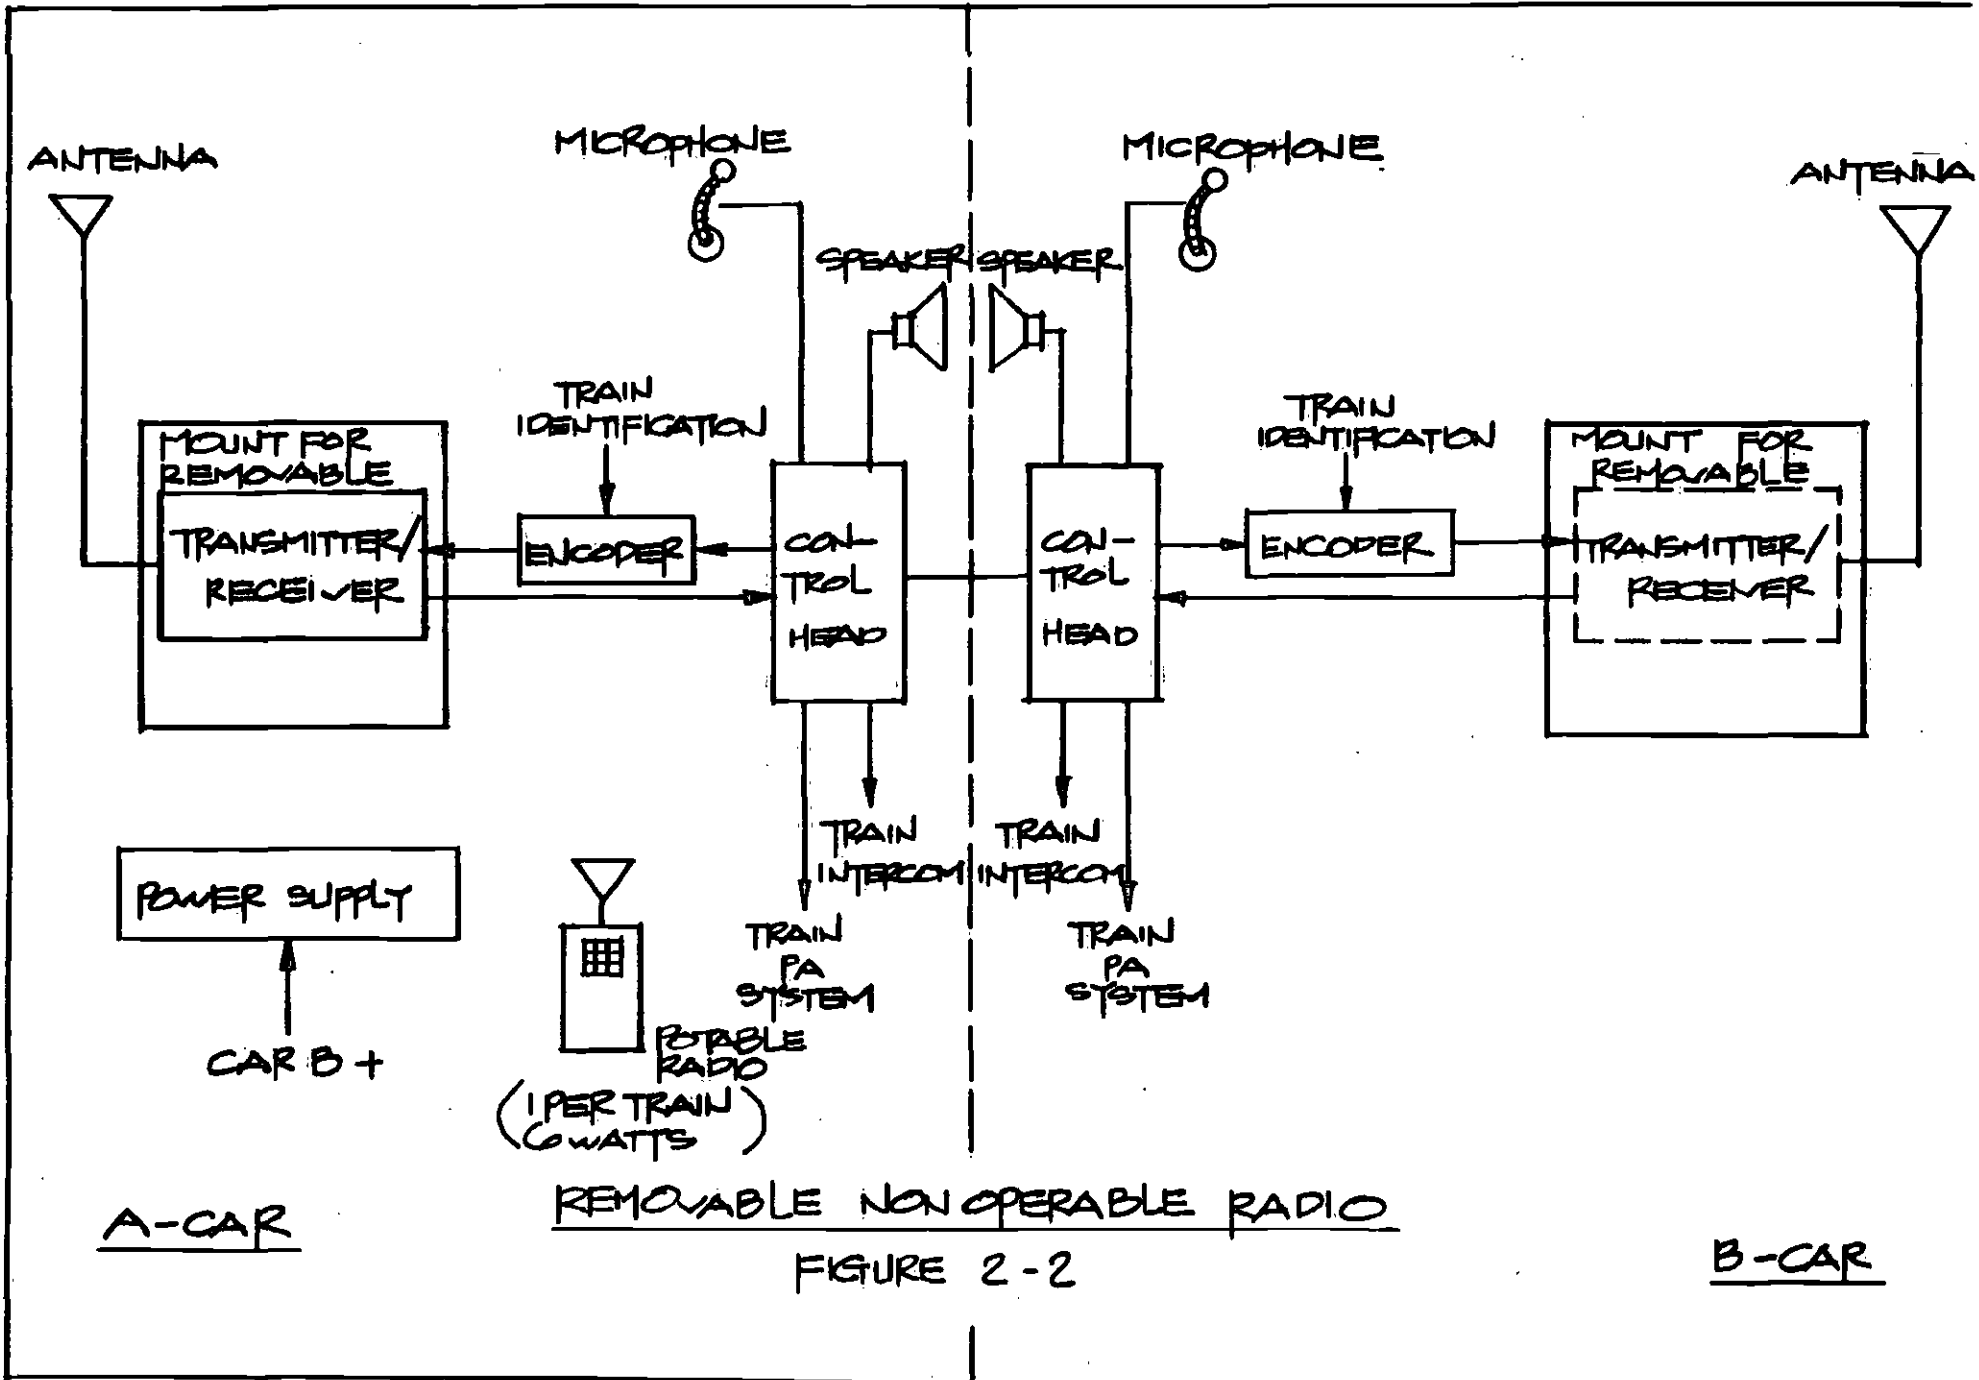 MICROPHONE
MICROPHONE
ANTENNA
ANTENNA
SPEAKER
SPEAKER
TRAIN
IDENTIFICATION
TRAIN
IDENTIFICATION
MOUNT FOR
REMOVABLE
TRANSMITTER/
RECEIVER
ENCODER
CON-
TROL
HEAD
CON-
TROL
HEAD
ENCODER
MOUNT FOR
REMOVABLE
TRANSMITTER/
RECEIVER
TRAIN
INTERCOM
TRAIN
INTERCOM
POWER SUPPLY
TRAIN
PA
SYSTEM
TRAIN
PA
SYSTEM
CAR B +
POTABLE
RADIO
(1 PER TRAIN
6 WATTS)
REMOVABLE NON OPERABLE RADIO
A-CAR
FIGURE 2-2
B-CAR